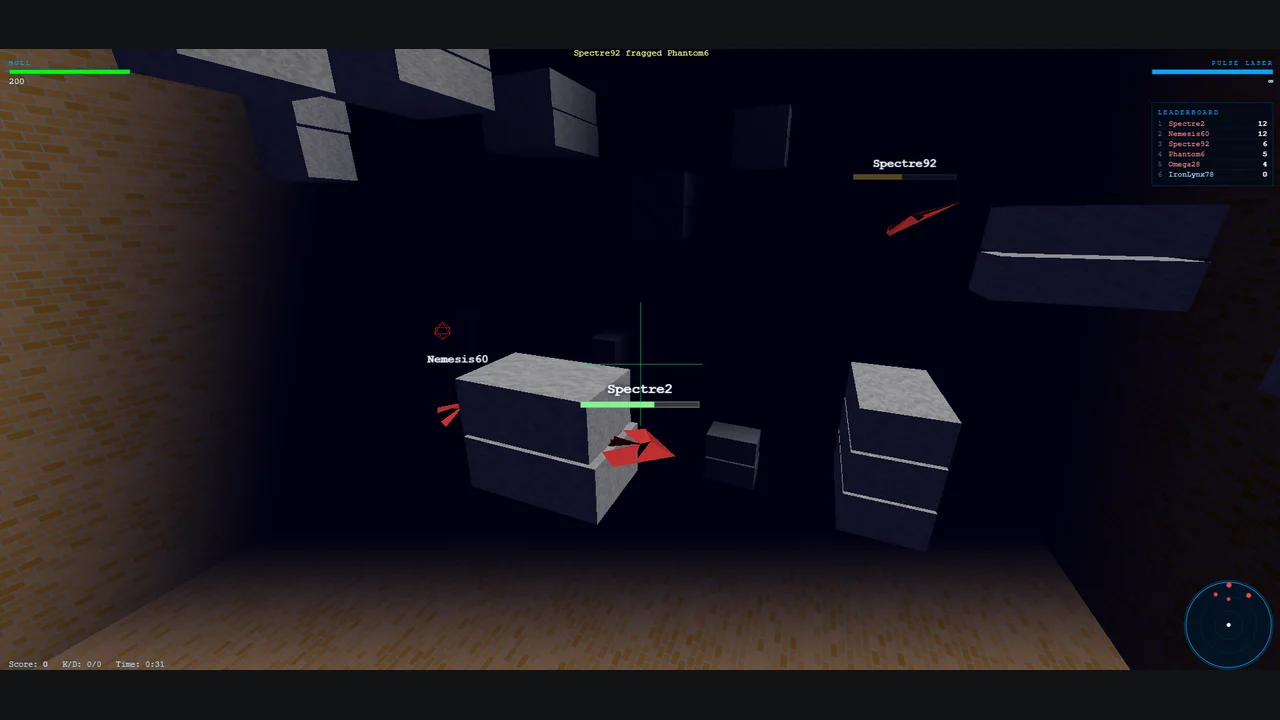 Spectre92 fragged Phantom6
HULL
200
PULSE LASER
∞
LEADERBOARD
1 Spectre2 12
2 Nemesis60 12
3 Spectre92 6
4 Phantom6 5
5 Omega28 4
6 IronLynx78 0
Spectre92
Nemesis60
Spectre2
Score: 0 K/D: 0/0 Time: 0:31